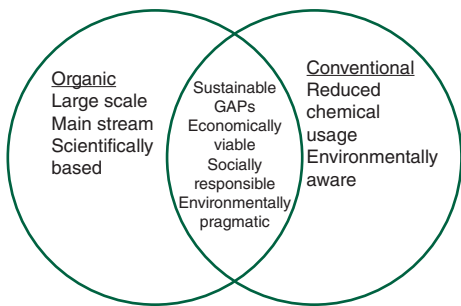 Organic
Large scale
Main stream
Scientifically
based
Sustainable
GAPs
Economically
viable
Socially
responsible
Environmentally
pragmatic
Conventional
Reduced
chemical
usage
Environmentally
aware